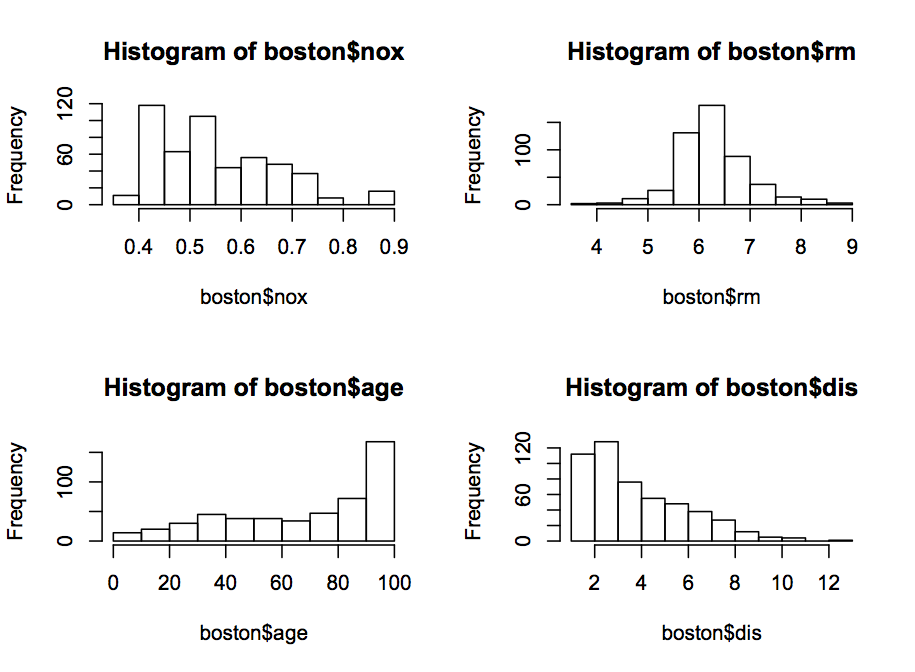 Histogram of boston$nox
Frequency
0 60 120
0.4 0.5 0.6 0.7 0.8 0.9
boston$nox
Histogram of boston$rm
Frequency
0 100
4 5 6 7 8 9
boston$rm
Histogram of boston$age
Frequency
0 100
0 20 40 60 80 100
boston$age
Histogram of boston$dis
Frequency
0 60 120
2 4 6 8 10 12
boston$dis